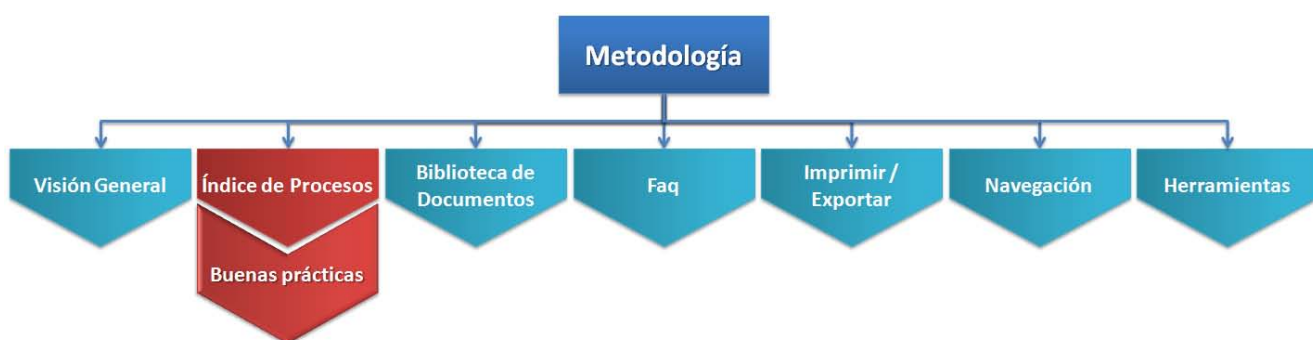 Metodología
Visión General
Índice de Procesos
Biblioteca de
Documentos
Faq
Imprimir /
Exportar
Navegación
Herramientas
Buenas prácticas